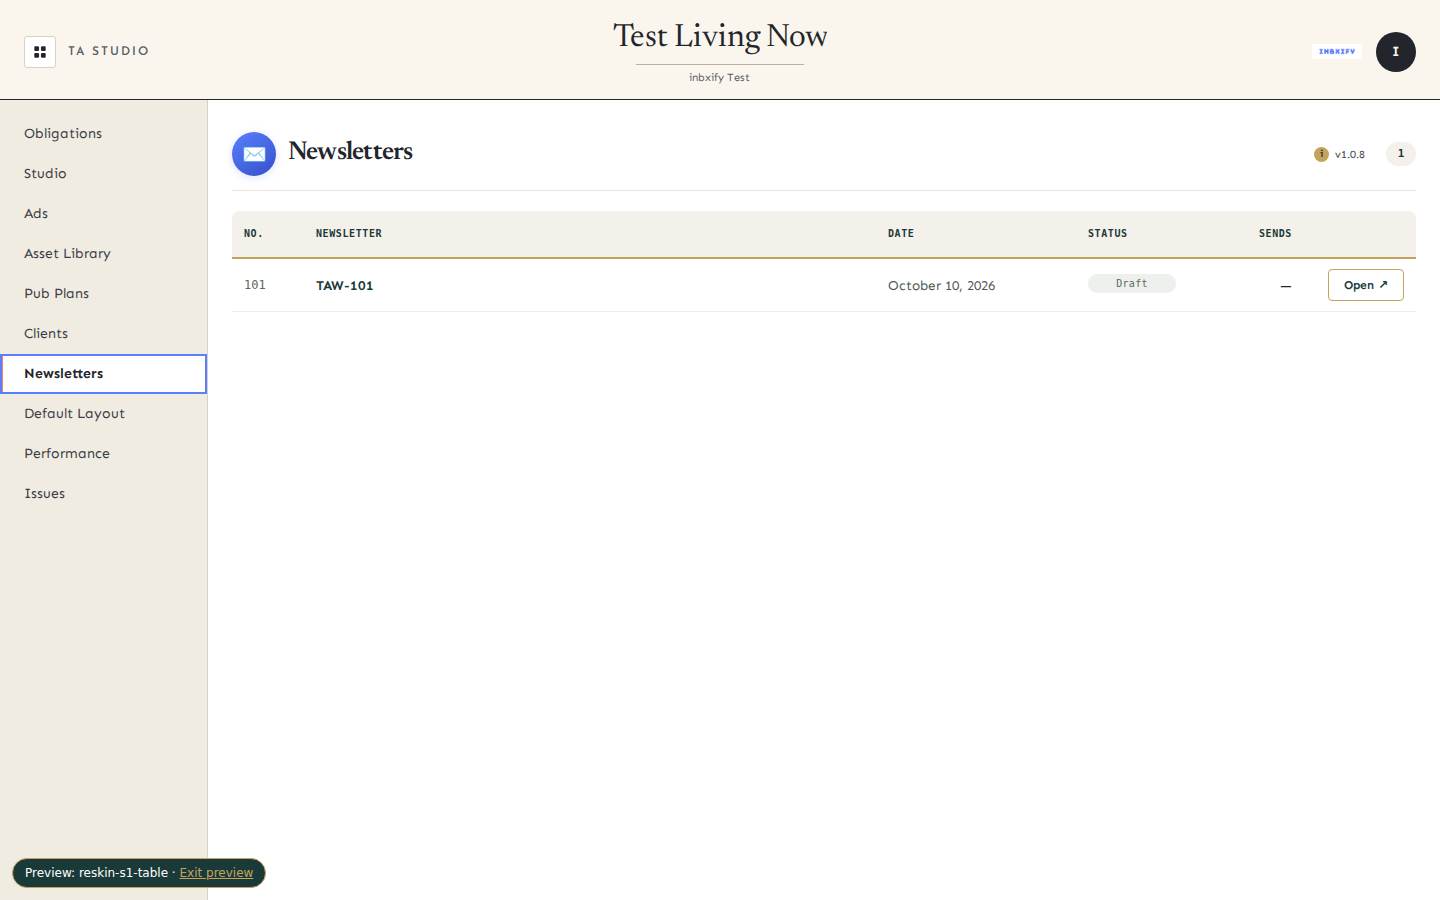 TA STUDIO
Test Living Now
inbxify Test
INBXIFY
I
Obligations
Studio
Ads
Asset Library
Pub Plans
Clients
Newsletters
Default Layout
Performance
Issues
Newsletters
i v1.0.8
1
NO. NEWSLETTER DATE STATUS SENDS
101 TAW-101 October 10, 2026 Draft — Open ↗
Preview: reskin-s1-table · Exit preview